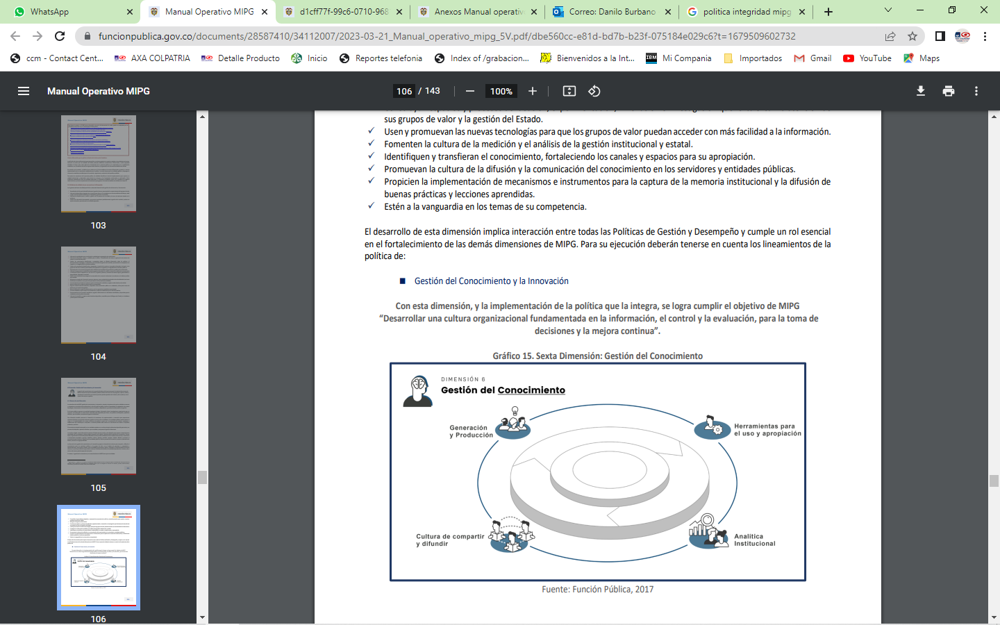 WhatsApp
Manual Operativo MIPG
d1cff77f-99c6-0710-968
Anexos Manual operativ
Correo: Danilo Burbano
politica integridad mipg
funcionpublica.gov.co/documents/28587410/34112007/2023-03-21_Manual_operativo_mipg_5V.pdf/dbe560cc-e81d-bd7b-b23f-075184e029c6?t=1679509602732
ccm - Contact Cent...
AXA COLPATRIA
Detalle Producto
Inicio
Reportes telefonia
Index of /grabacion...
Bienvenidos a la Int...
Mi Compania
Importados
Gmail
YouTube
Maps
Manual Operativo MIPG
106 / 143
100%
103
104
105
106
sus grupos de valor y la gestión del Estado.
✓ Usen y promuevan las nuevas tecnologías para que los grupos de valor puedan acceder con más facilidad a la información.
✓ Fomenten la cultura de la medición y el análisis de la gestión institucional y estatal.
✓ Identifiquen y transfieran el conocimiento, fortaleciendo los canales y espacios para su apropiación.
✓ Promuevan la cultura de la difusión y la comunicación del conocimiento en los servidores y entidades públicas.
✓ Propicien la implementación de mecanismos e instrumentos para la captura de la memoria institucional y la difusión de
buenas prácticas y lecciones aprendidas.
✓ Estén a la vanguardia en los temas de su competencia.
El desarrollo de esta dimensión implica interacción entre todas las Políticas de Gestión y Desempeño y cumple un rol esencial
en el fortalecimiento de las demás dimensiones de MIPG. Para su ejecución deberán tenerse en cuenta los lineamientos de la
política de:
■ Gestión del Conocimiento y la Innovación
Con esta dimensión, y la implementación de la política que la integra, se logra cumplir el objetivo de MIPG
“Desarrollar una cultura organizacional fundamentada en la información, el control y la evaluación, para la toma de
decisiones y la mejora continua”.
Gráfico 15. Sexta Dimensión: Gestión del Conocimiento
DIMENSIÓN 6
Gestión del Conocimiento
Generación
y Producción
Herramientas para
el uso y apropiación
Cultura de compartir
y difundir
Analítica
Institucional
Fuente: Función Pública, 2017